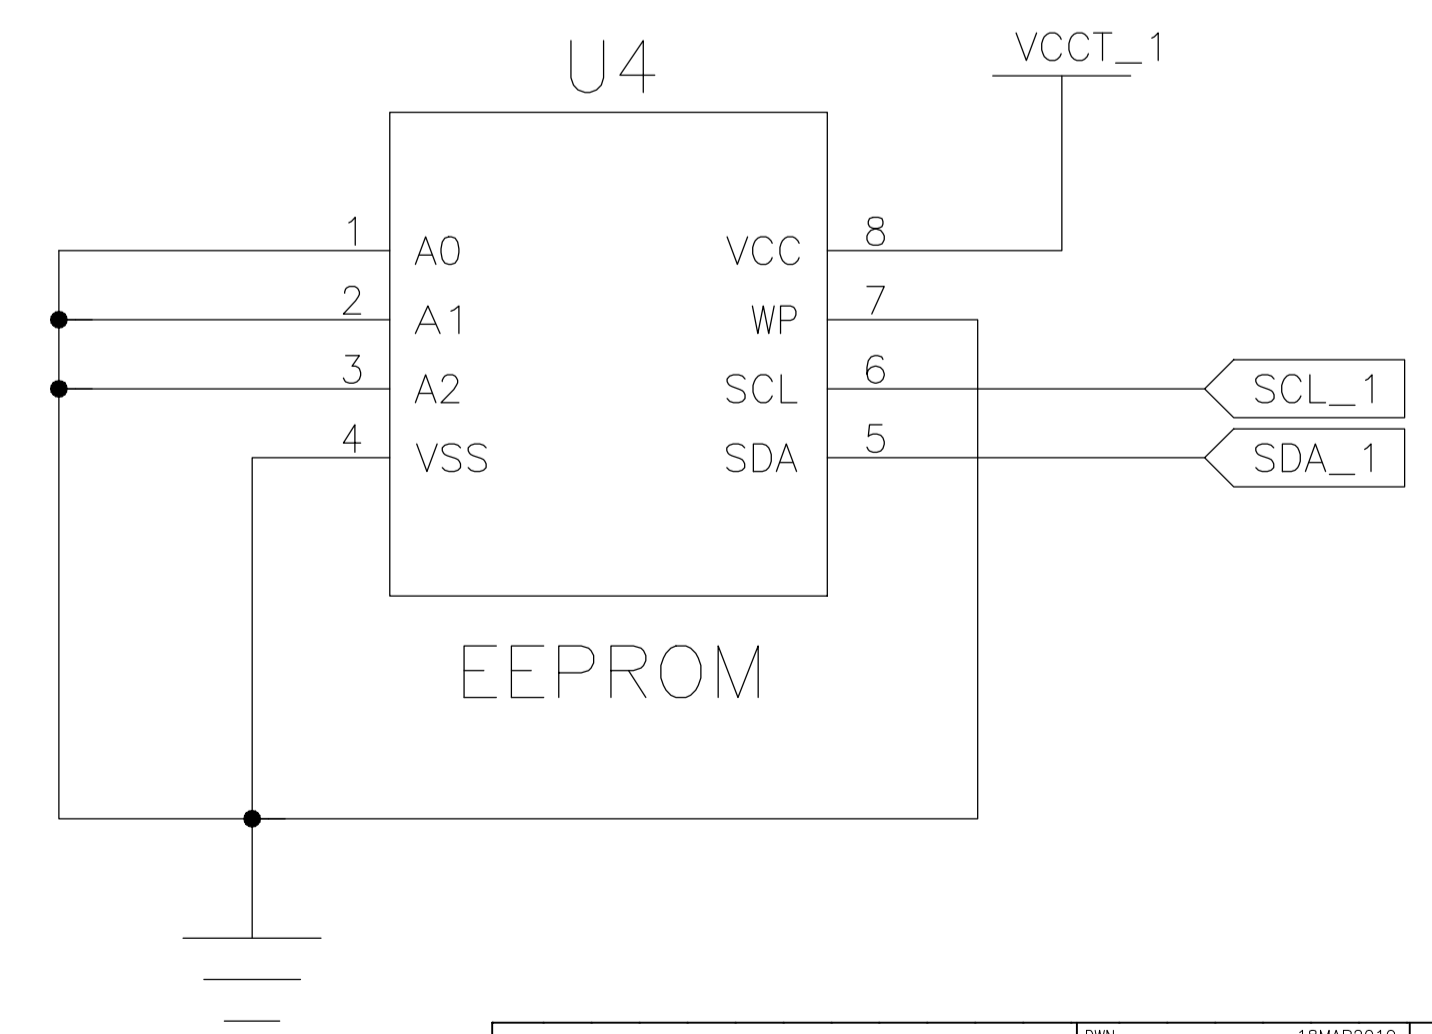 U4
VCCT_1
1 A0 VCC 8
2 A1 WP 7
3 A2 SCL 6 SCL_1
4 VSS SDA 5 SDA_1
EEPROM